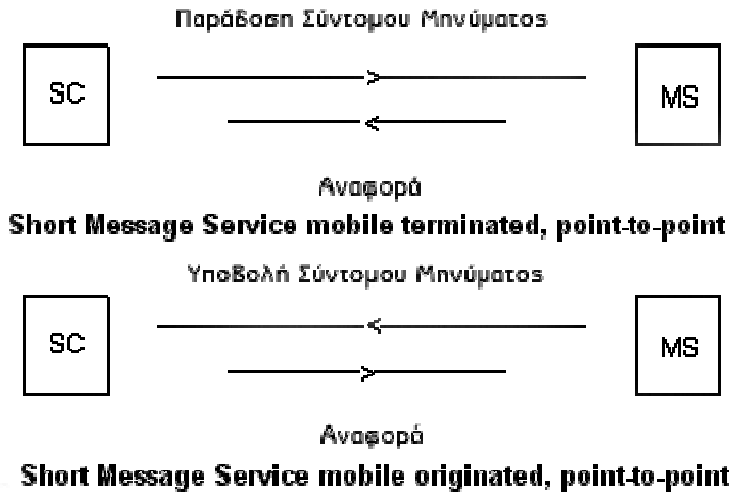 Παράδοση Σύντομου Μηνύματος
SC
MS
Αναφορά
Short Message Service mobile terminated, point-to-point
Υποβολή Σύντομου Μηνύματος
SC
MS
Αναφορά
Short Message Service mobile originated, point-to-point